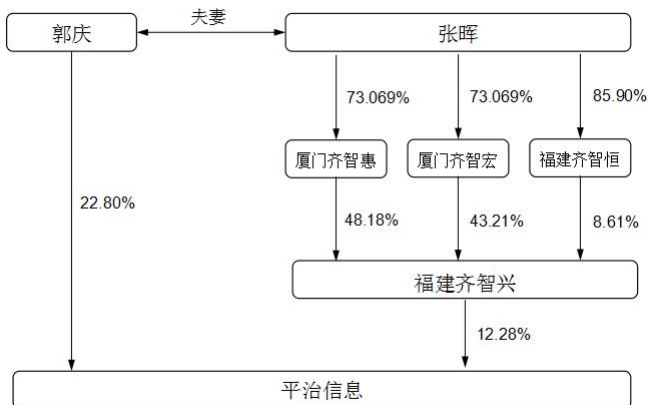 夫妻
郭庆
张晖
73.069%
73.069%
85.90%
厦门齐智惠
厦门齐智宏
福建齐智恒
22.80%
48.18%
43.21%
8.61%
福建齐智兴
12.28%
平治信息